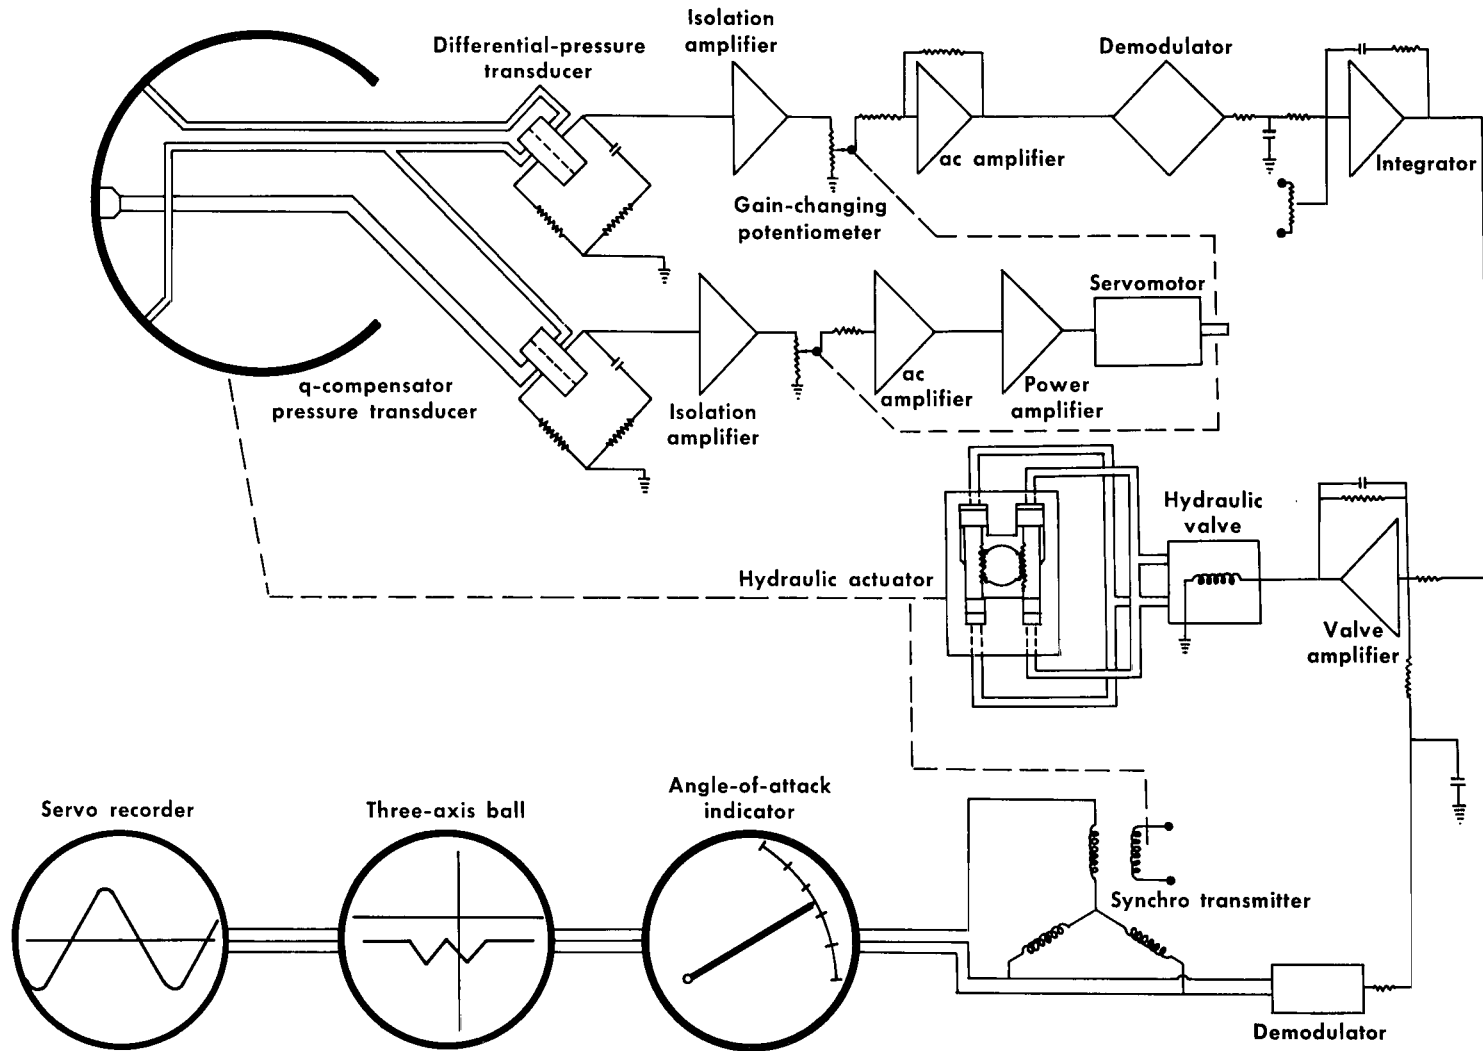 Isolation
amplifier
Differential-pressure
transducer
Demodulator
ac amplifier
Integrator
Gain-changing
potentiometer
Servomotor
q-compensator
pressure transducer
Isolation
amplifier
ac
amplifier
Power
amplifier
Hydraulic
valve
Hydraulic actuator
Valve
amplifier
Servo recorder
Three-axis ball
Angle-of-attack
indicator
Synchro transmitter
Demodulator